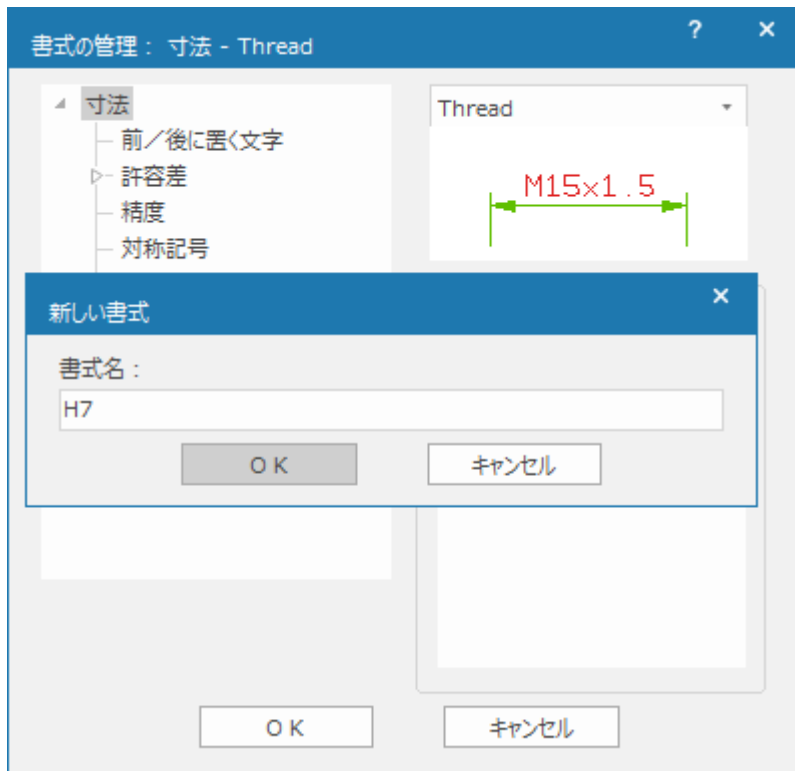 書式の管理： 寸法 - Thread
?
×
寸法
前／後に置く文字
許容差
精度
対称記号
Thread
M15x1.5
新しい書式
×
書式名：
H7
ＯＫ
キャンセル
ＯＫ
キャンセル